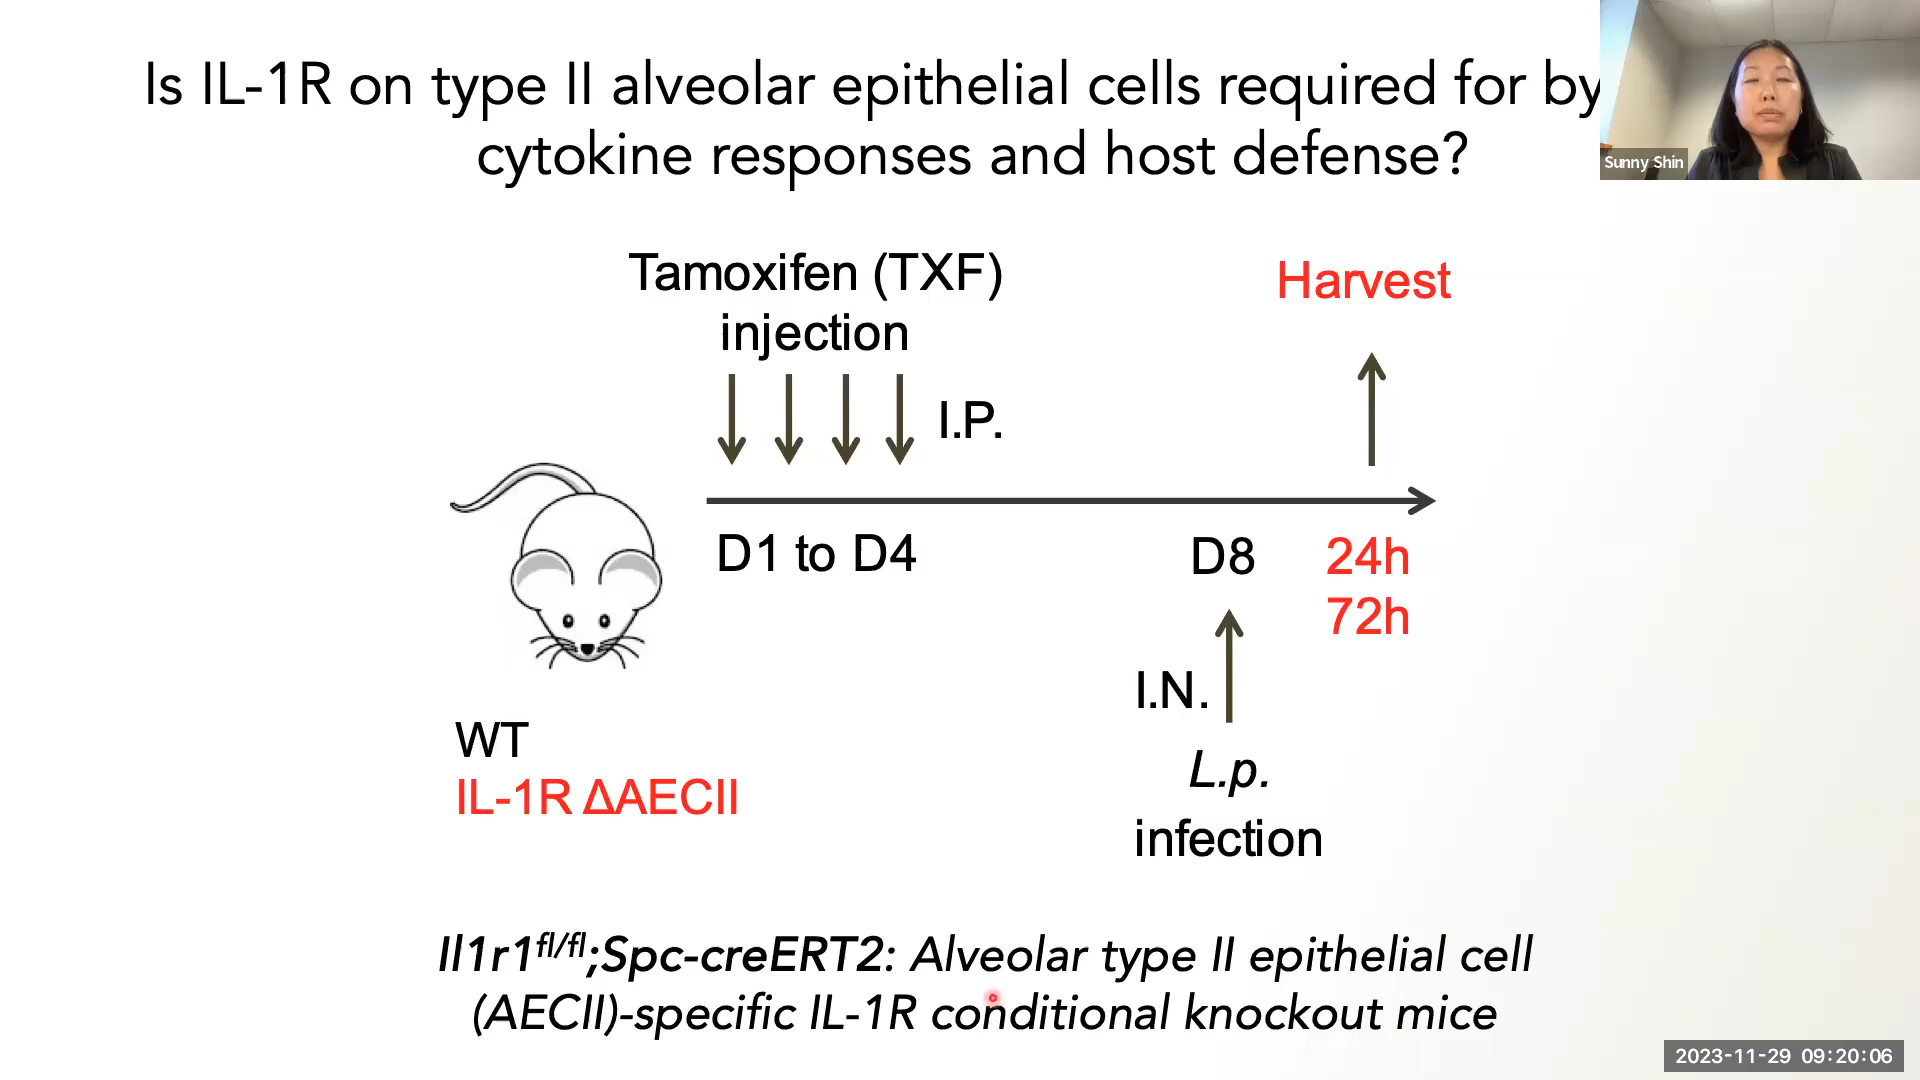 Is IL-1R on type II alveolar epithelial cells required for by
cytokine responses and host defense?
Sunny Shin
Tamoxifen (TXF)
injection
Harvest
I.P.
D1 to D4
D8
24h
72h
I.N.
L.p.
infection
WT
IL-1R ΔAECII
Il1r1fl/fl;Spc-creERT2: Alveolar type II epithelial cell
(AECII)-specific IL-1R conditional knockout mice
2023-11-29 09:20:06